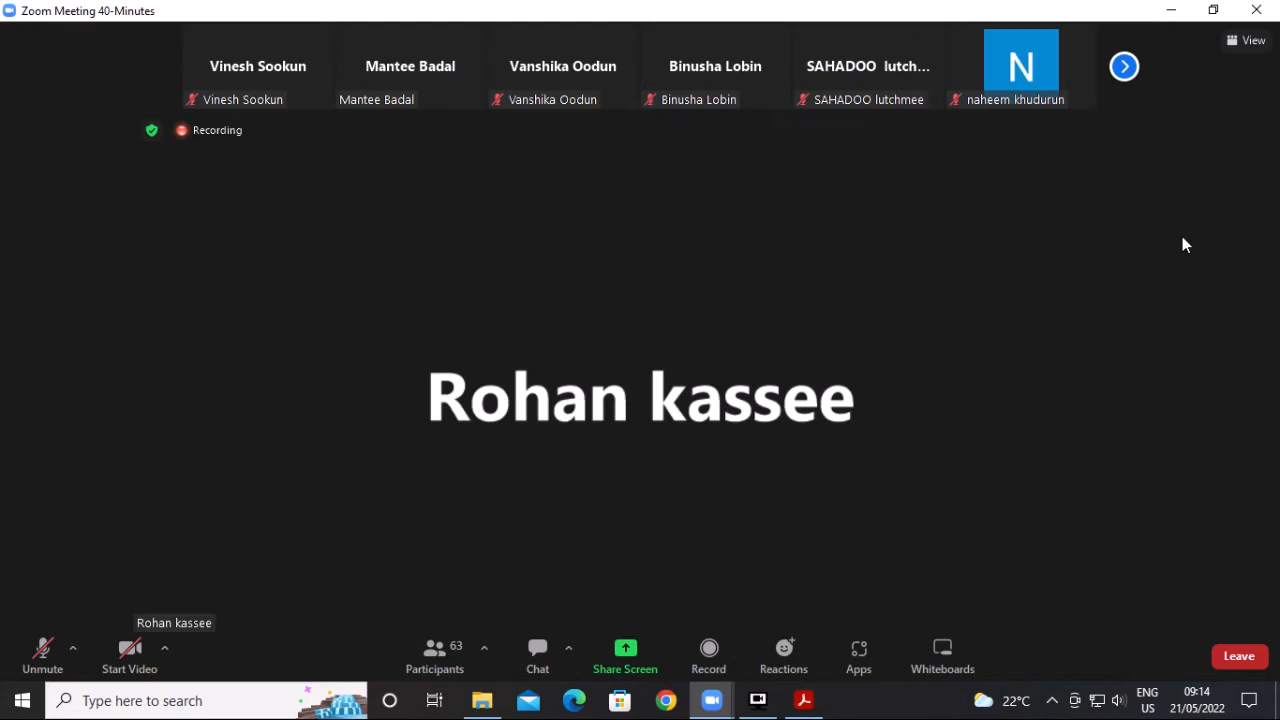 Zoom Meeting 40-Minutes
View
Vinesh Sookun
Mantee Badal
Vanshika Oodun
Binusha Lobin
SAHADOO lutch...
N
Vinesh Sookun
Mantee Badal
Vanshika Oodun
Binusha Lobin
SAHADOO lutchmee
naheem khudurun
Recording
Rohan kassee
Rohan kassee
Unmute
Start Video
Participants
63
Chat
Share Screen
Record
Reactions
Apps
Whiteboards
Leave
Type here to search
22°C
ENG
US
09:14
21/05/2022